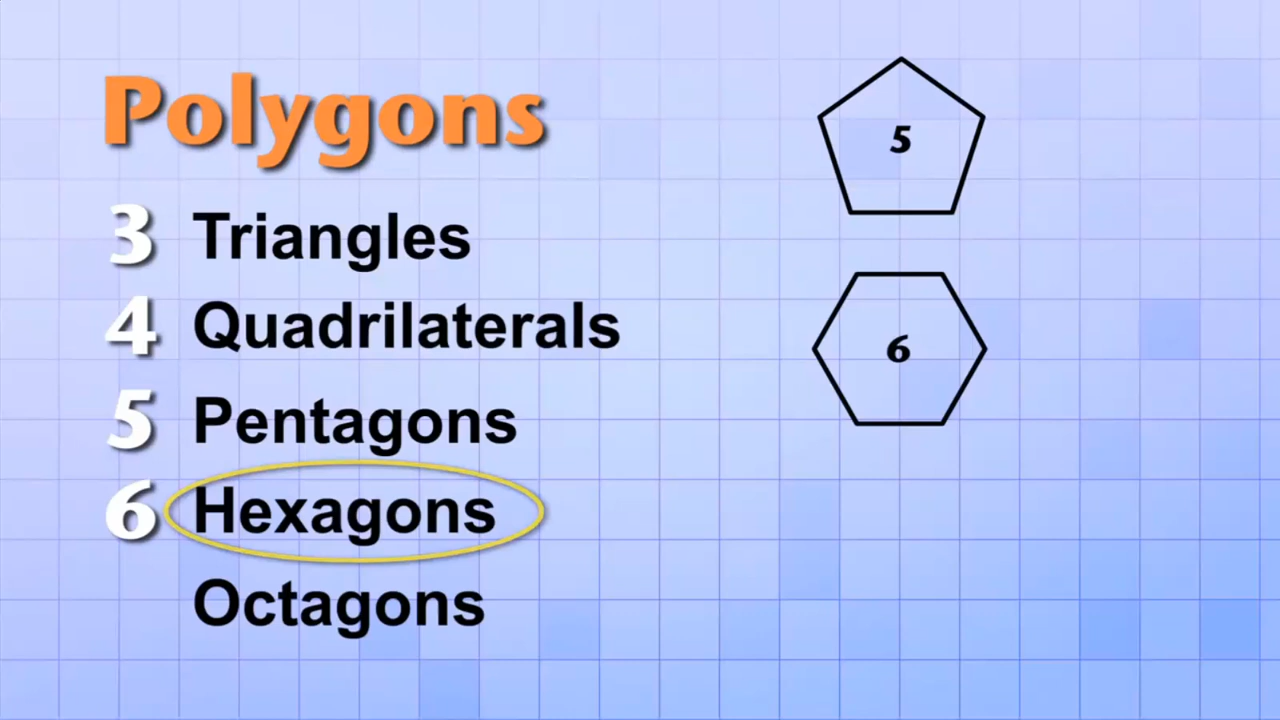 Polygons
3 Triangles
4 Quadrilaterals
5 Pentagons
6 Hexagons
Octagons
5
6